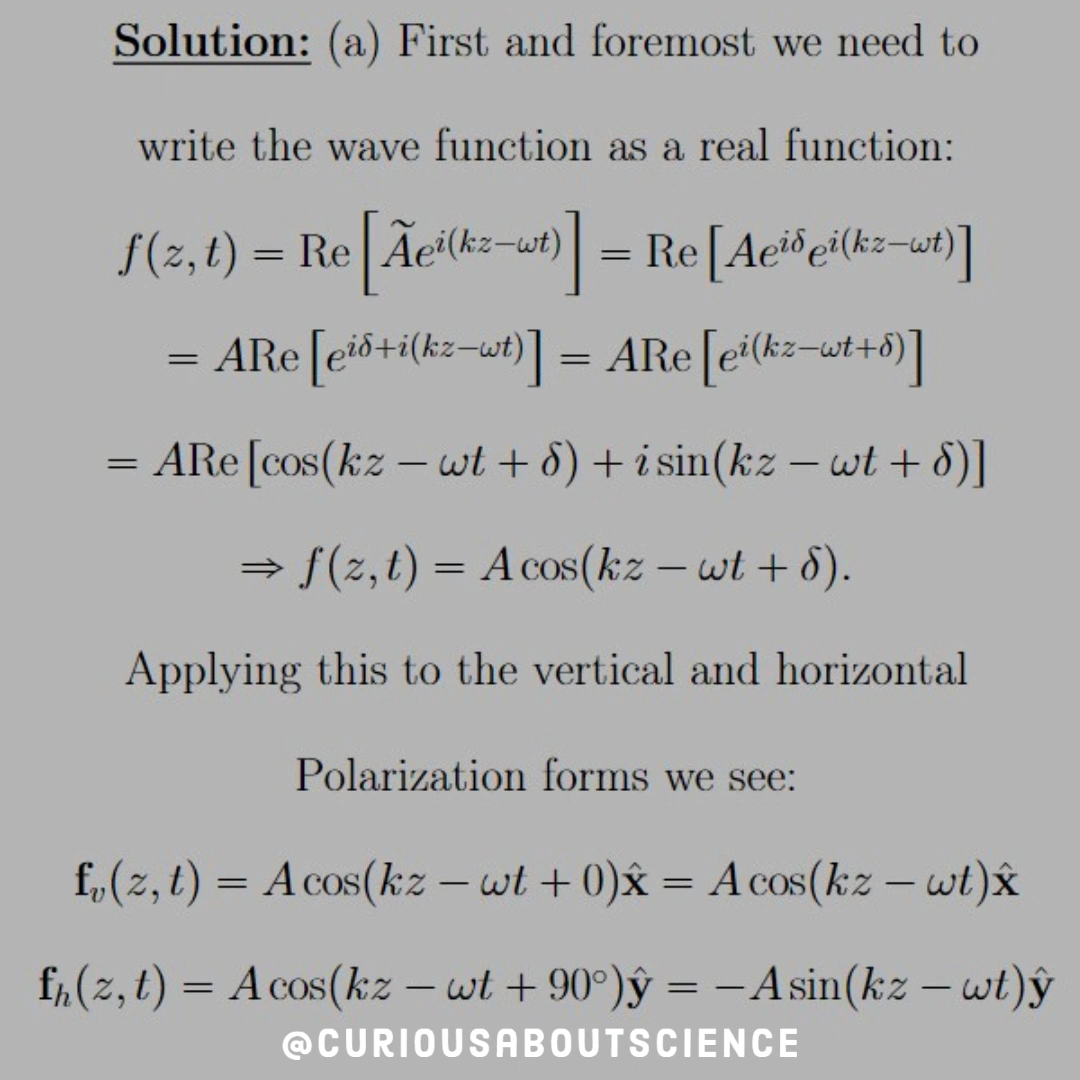 Solution: (a) First and foremost we need to
write the wave function as a real function:
f(z, t) = Re [Ãe^{i(kz−ωt)}] = Re [Ae^{iδ}e^{i(kz−ωt)}]
= ARe [e^{iδ+i(kz−ωt)}] = ARe [e^{i(kz−ωt+δ)}]
= ARe [cos(kz − ωt + δ) + i sin(kz − ωt + δ)]
⇒ f(z, t) = A cos(kz − ωt + δ).
Applying this to the vertical and horizontal
Polarization forms we see:
f_v(z, t) = A cos(kz − ωt + 0)x̂ = A cos(kz − ωt)x̂
f_h(z, t) = A cos(kz − ωt + 90°)ŷ = −A sin(kz − ωt)ŷ
@CURIOUSABOUTSCIENCE